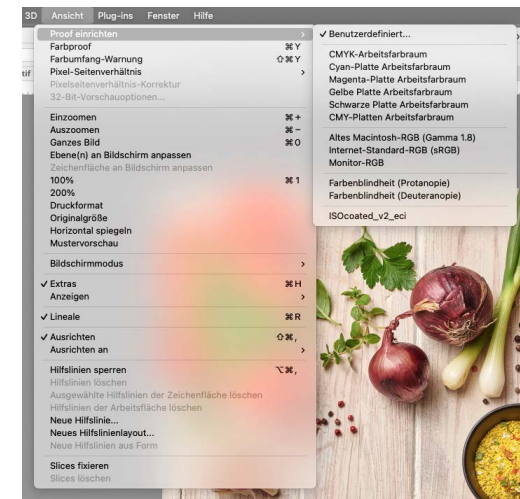 3D Ansicht Plug-ins Fenster Hilfe
Proof einrichten
Farbproof ⌘Y
Farbumfang-Warnung ⇧⌘Y
Pixel-Seitenverhältnis
Pixelseitenverhältnis-Korrektur
32-Bit-Vorschauoptionen...
Einzoomen ⌘+
Auszoomen ⌘−
Ganzes Bild ⌘0
Ebene(n) an Bildschirm anpassen
Zeichenfläche an Bildschirm anpassen
100% ⌘1
200%
Druckformat
Originalgröße
Horizontal spiegeln
Mustervorschau
Bildschirmmodus
✓ Extras ⌘H
Anzeigen
✓ Lineale ⌘R
✓ Ausrichten ⇧⌘,
Ausrichten an
Hilfslinien sperren ⌥⌘,
Hilfslinien löschen
Ausgewählte Hilfslinien der Zeichenfläche löschen
Hilfslinien der Arbeitsfläche löschen
Neue Hilfslinie...
Neues Hilfslinienlayout...
Neue Hilfslinien aus Form
Slices fixieren
Slices löschen
✓ Benutzerdefiniert...
CMYK-Arbeitsfarbraum
Cyan-Platte Arbeitsfarbraum
Magenta-Platte Arbeitsfarbraum
Gelbe Platte Arbeitsfarbraum
Schwarze Platte Arbeitsfarbraum
CMY-Platten Arbeitsfarbraum
Altes Macintosh-RGB (Gamma 1.8)
Internet-Standard-RGB (sRGB)
Monitor-RGB
Farbenblindheit (Protanopie)
Farbenblindheit (Deuteranopie)
ISOcoated_v2_eci